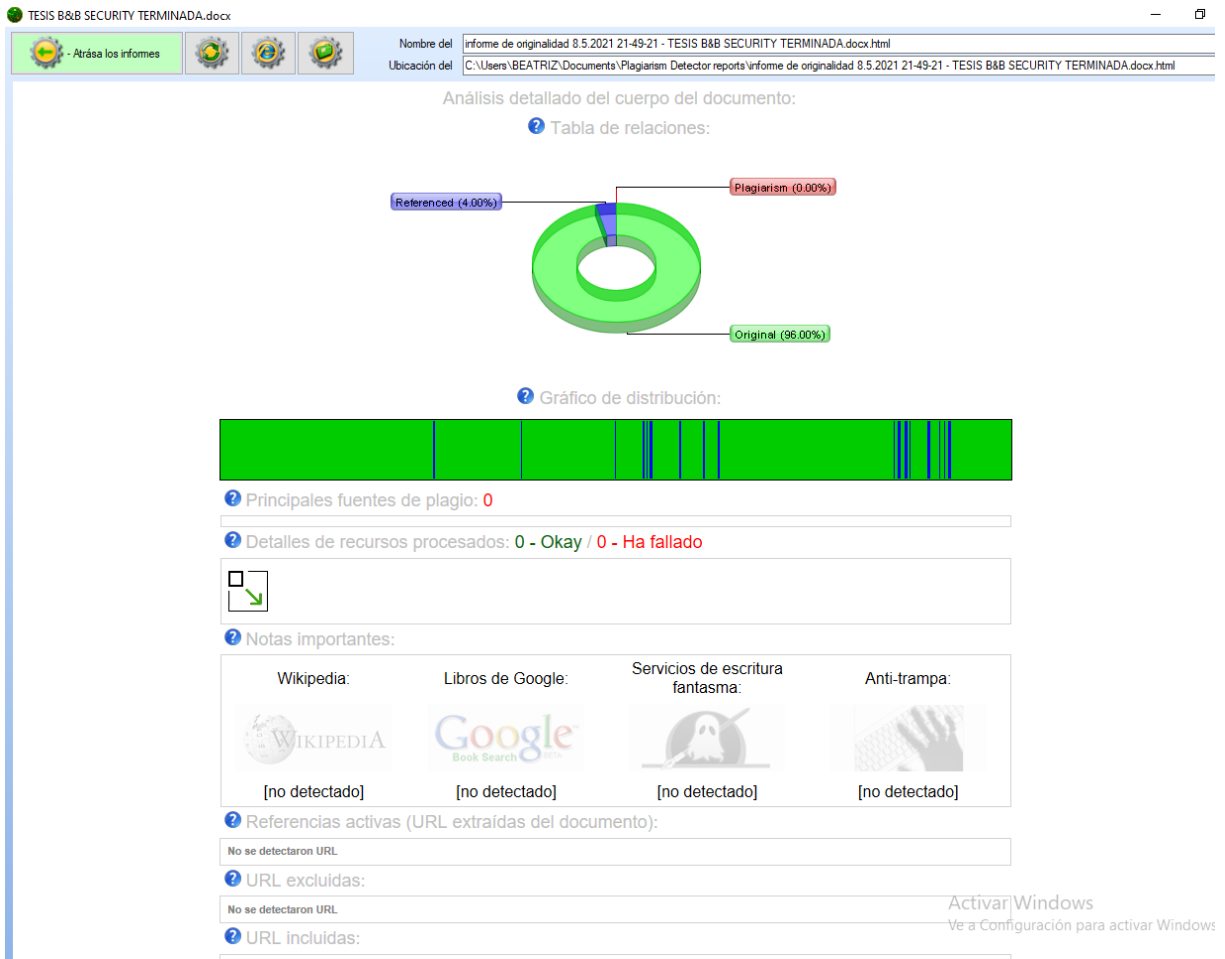 TESIS B&B SECURITY TERMINADA.docx
- Atrása los informes
Nombre del informe de originalidad 8.5.2021 21-49-21 - TESIS B&B SECURITY TERMINADA.docx.html
Ubicación del C:\Users\BEATRIZ\Documents\Plagiarism Detector reports\informe de originalidad 8.5.2021 21-49-21 - TESIS B&B SECURITY TERMINADA.docx.html
Análisis detallado del cuerpo del documento:
? Tabla de relaciones:
Plagiarism (0.00%)
Referenced (4.00%)
Original (96.00%)
? Gráfico de distribución:
? Principales fuentes de plagio: 0
? Detalles de recursos procesados: 0 - Okay / 0 - Ha fallado
? Notas importantes:
Wikipedia:
Libros de Google:
Servicios de escritura
fantasma:
Anti-trampa:
WIKIPEDIA
Google
Book Search BETA
[no detectado]
[no detectado]
[no detectado]
[no detectado]
? Referencias activas (URL extraídas del documento):
No se detectaron URL
? URL excluidas:
No se detectaron URL
Activar Windows
Ve a Configuración para activar Windows
? URL incluidas: